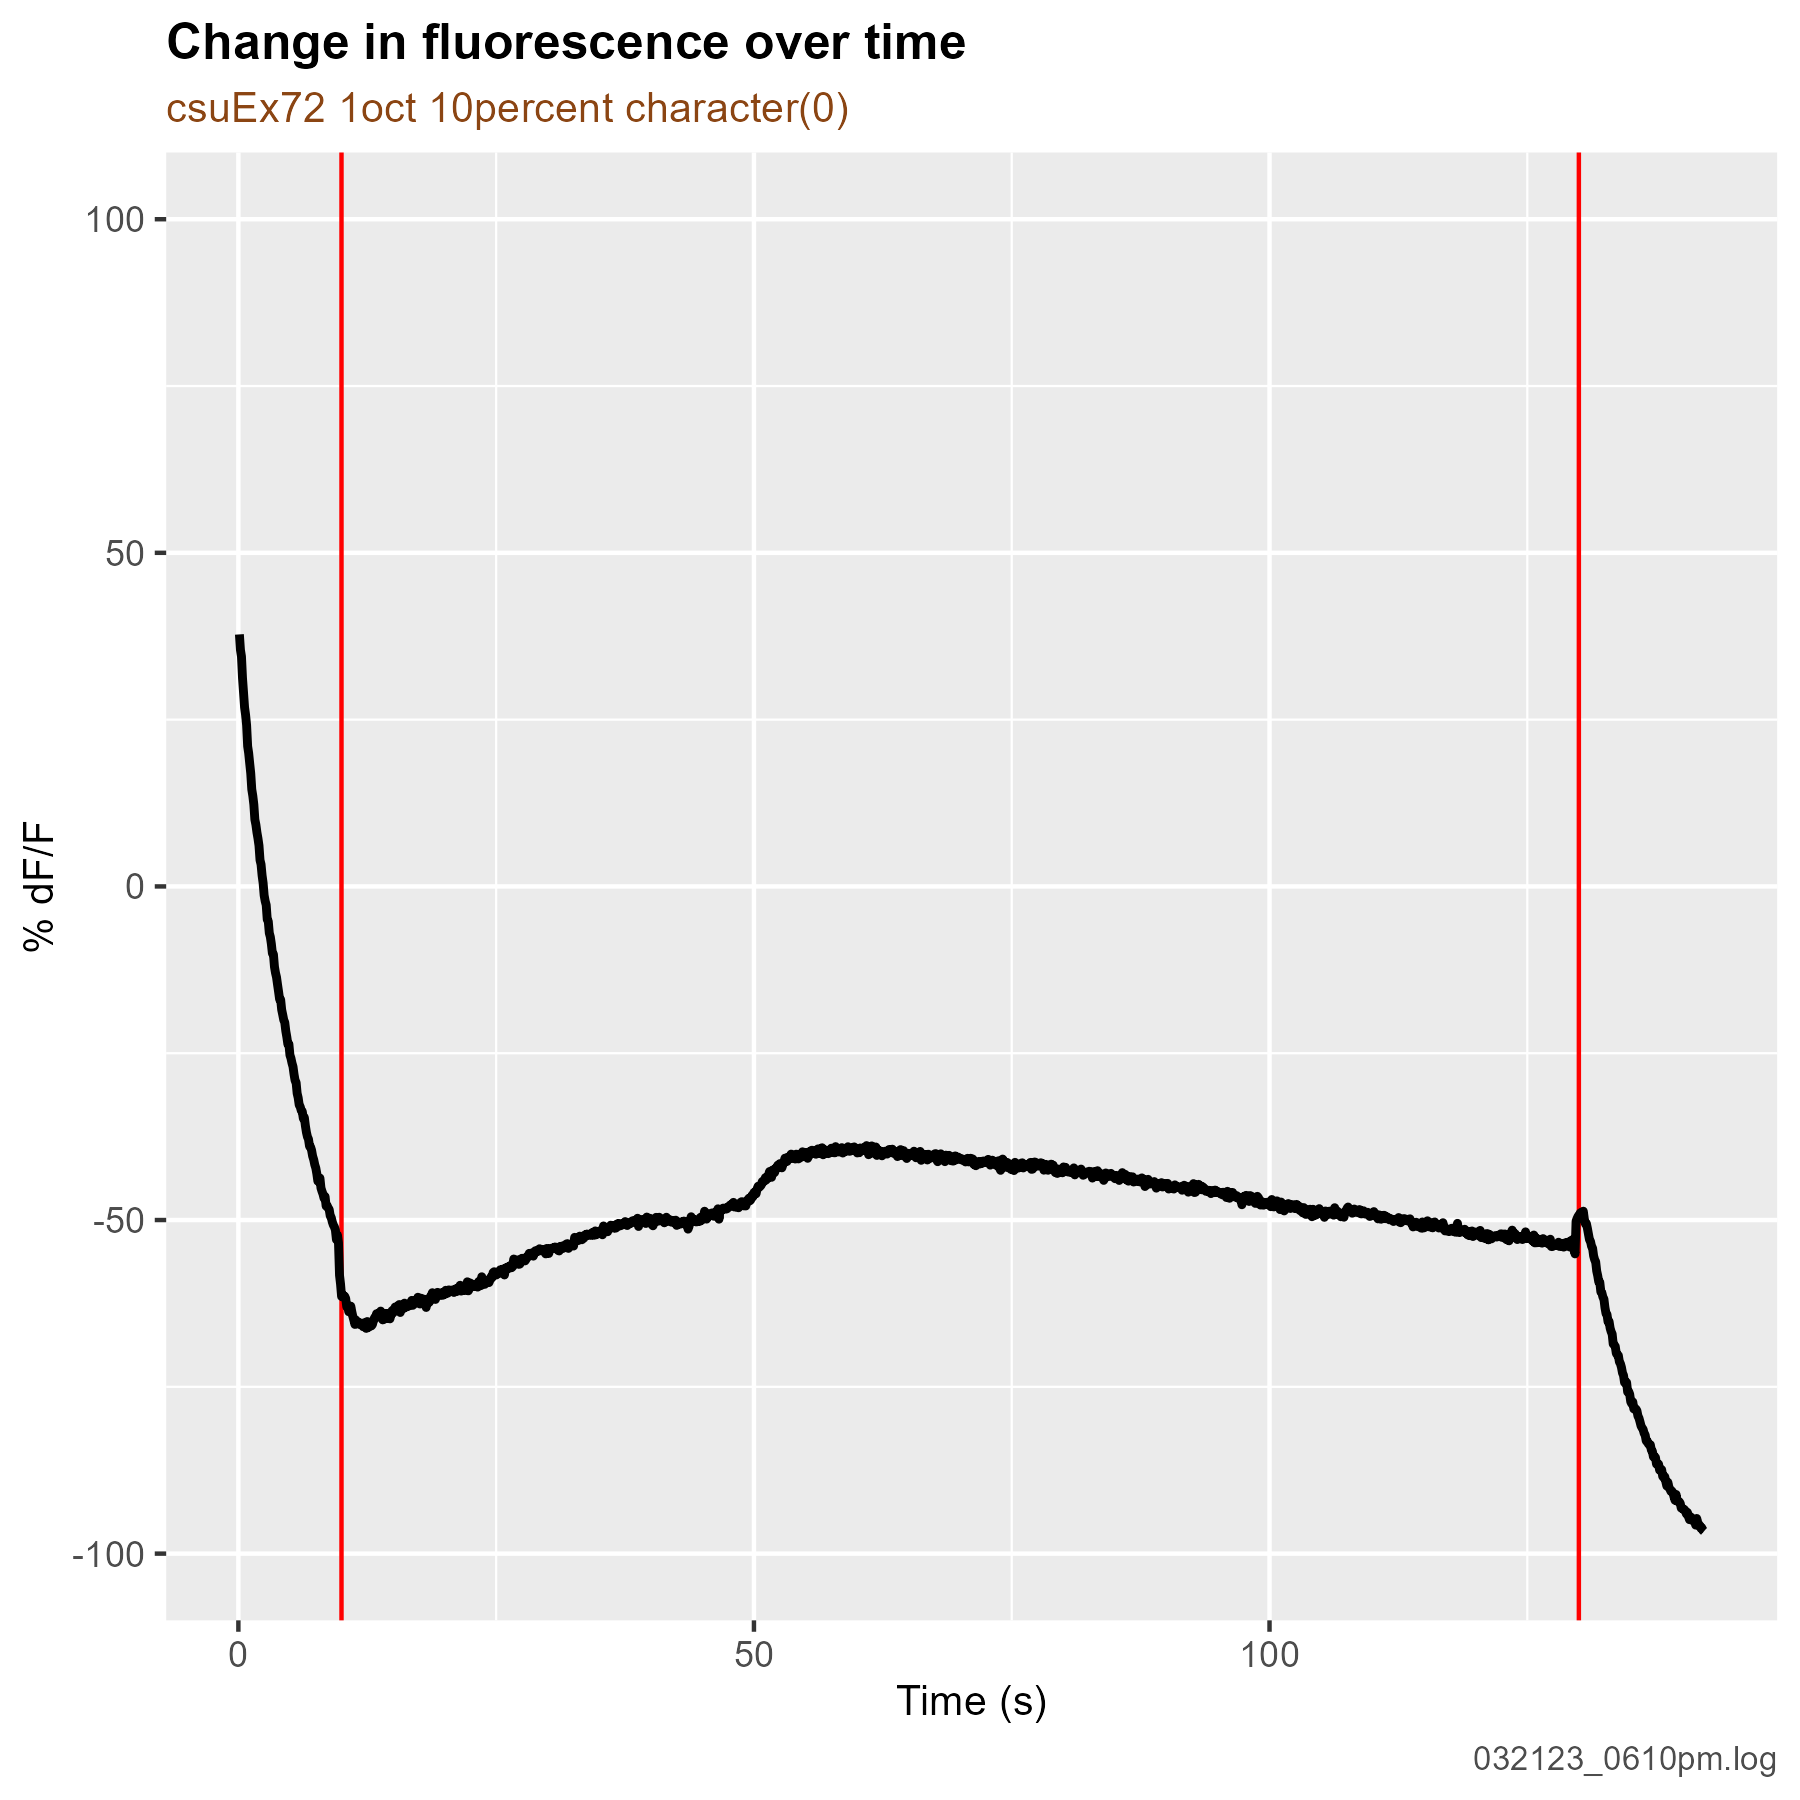 Change in fluorescence over time
csuEx72 1oct 10percent character(0)
100
50
0
-50
-100
% dF/F
0 50 100
Time (s)
032123_0610pm.log